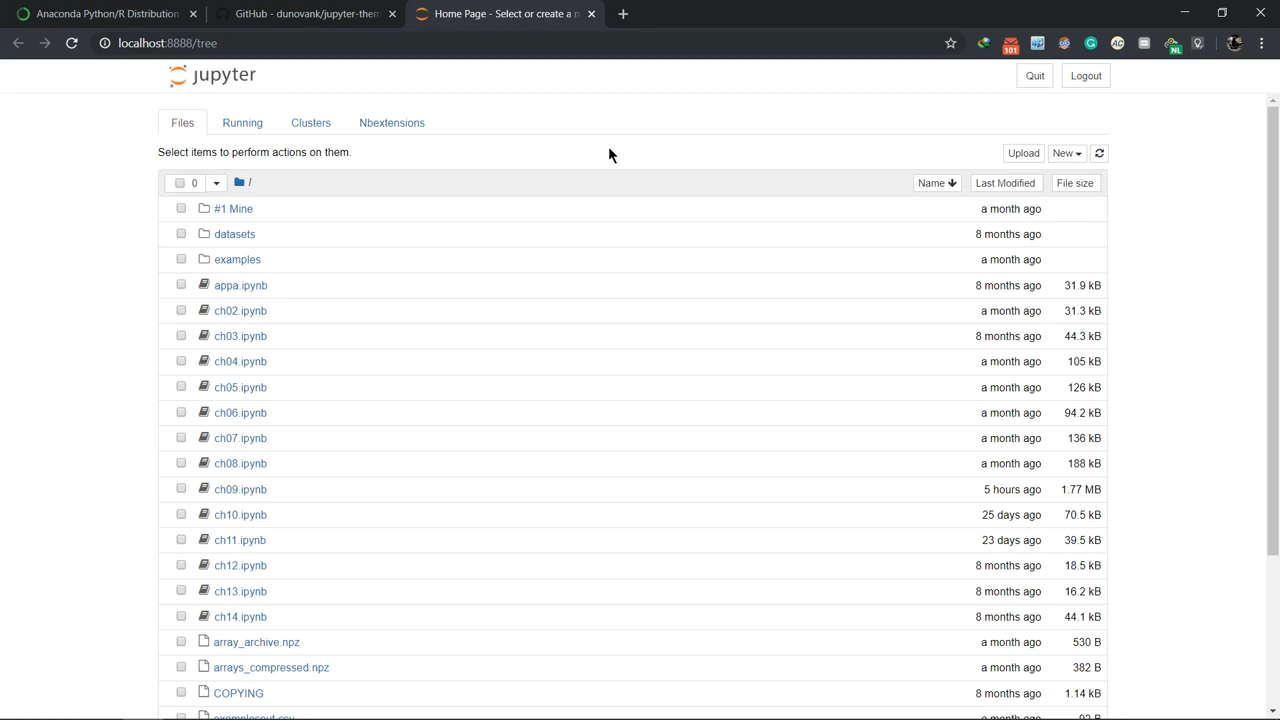 Anaconda Python/R Distribution
GitHub - dunovank/jupyter-them
Home Page - Select or create a n
localhost:8888/tree
101
AC
NL
jupyter
Quit
Logout
Files
Running
Clusters
Nbextensions
Select items to perform actions on them.
Upload
New
0
/
Name
Last Modified
File size
#1 Mine a month ago
datasets 8 months ago
examples a month ago
appa.ipynb 8 months ago 31.9 kB
ch02.ipynb a month ago 31.3 kB
ch03.ipynb 8 months ago 44.3 kB
ch04.ipynb a month ago 105 kB
ch05.ipynb a month ago 126 kB
ch06.ipynb a month ago 94.2 kB
ch07.ipynb a month ago 136 kB
ch08.ipynb a month ago 188 kB
ch09.ipynb 5 hours ago 1.77 MB
ch10.ipynb 25 days ago 70.5 kB
ch11.ipynb 23 days ago 39.5 kB
ch12.ipynb 8 months ago 18.5 kB
ch13.ipynb 8 months ago 16.2 kB
ch14.ipynb 8 months ago 44.1 kB
array_archive.npz a month ago 530 B
arrays_compressed.npz a month ago 382 B
COPYING 8 months ago 1.14 kB
a month ago 92 B